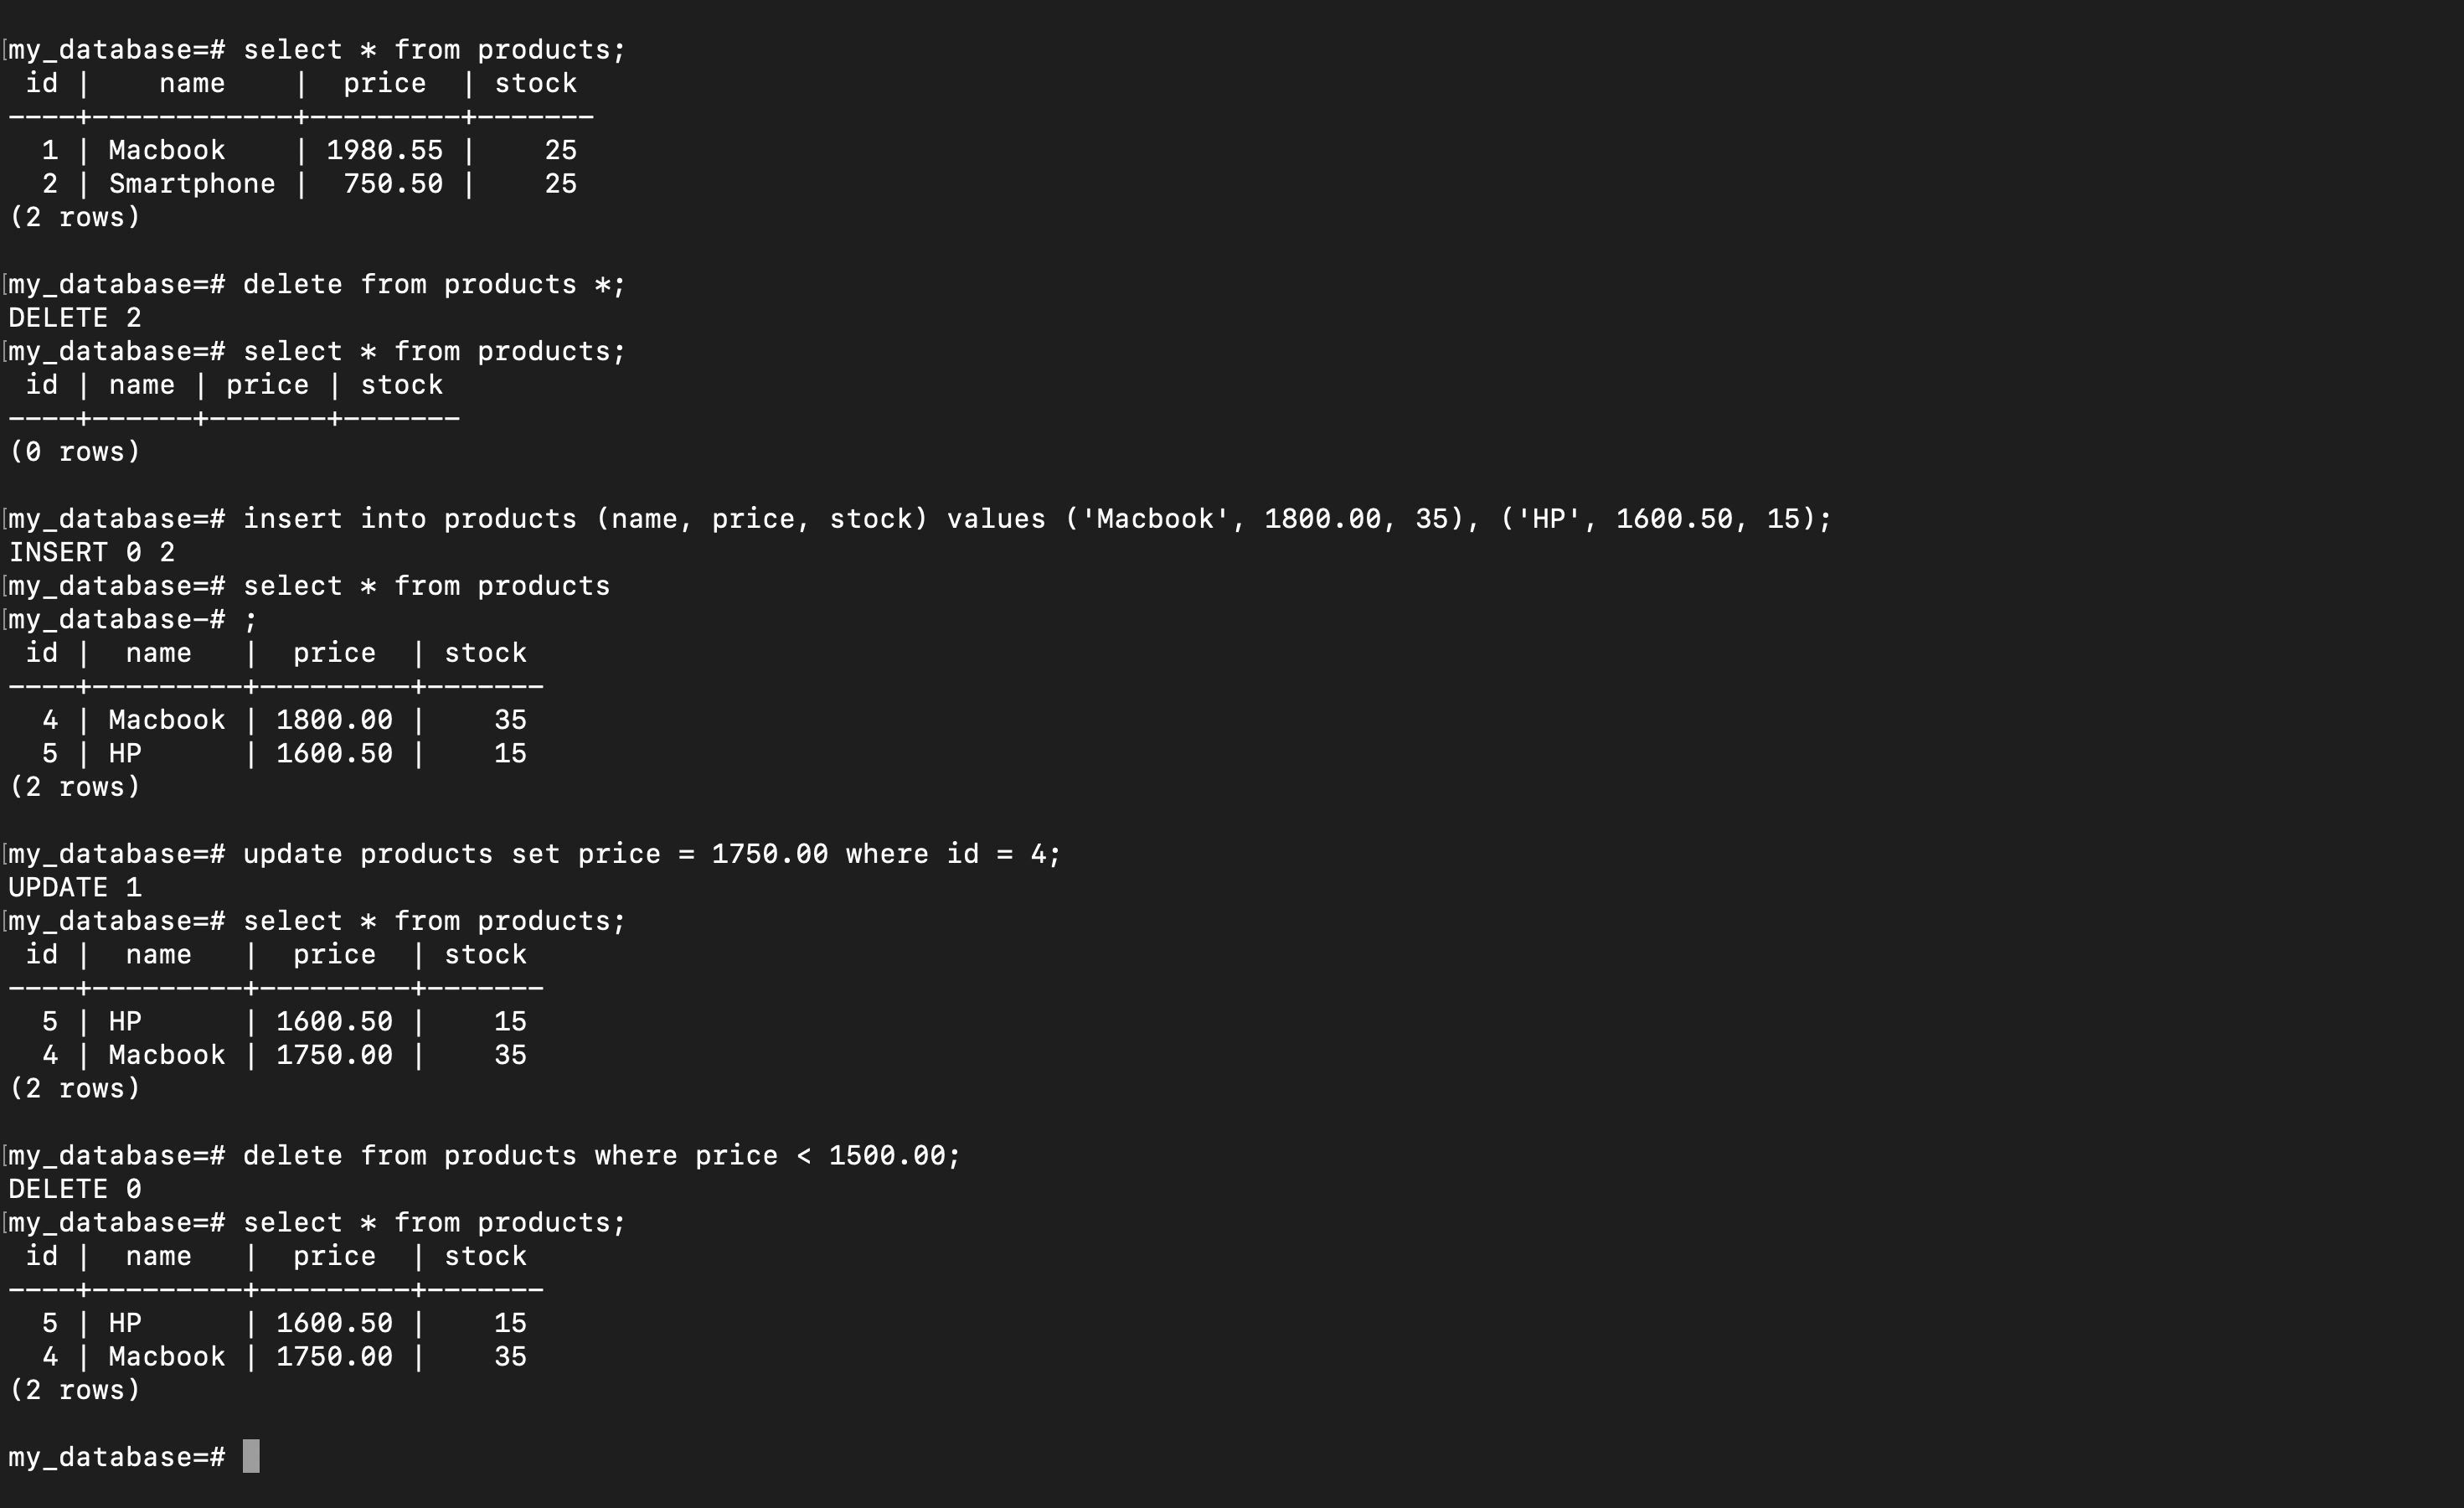 my_database=# select * from products;
 id |    name    |  price  | stock
----+------------+---------+-------
  1 | Macbook    | 1980.55 |    25
  2 | Smartphone |  750.50 |    25
(2 rows)

my_database=# delete from products *;
DELETE 2
my_database=# select * from products;
 id | name | price | stock
----+------+-------+-------
(0 rows)

my_database=# insert into products (name, price, stock) values ('Macbook', 1800.00, 35), ('HP', 1600.50, 15);
INSERT 0 2
my_database=# select * from products
my_database-# ;
 id |  name   |  price  | stock
----+---------+---------+-------
  4 | Macbook | 1800.00 |    35
  5 | HP      | 1600.50 |    15
(2 rows)

my_database=# update products set price = 1750.00 where id = 4;
UPDATE 1
my_database=# select * from products;
 id |  name   |  price  | stock
----+---------+---------+-------
  5 | HP      | 1600.50 |    15
  4 | Macbook | 1750.00 |    35
(2 rows)

my_database=# delete from products where price < 1500.00;
DELETE 0
my_database=# select * from products;
 id |  name   |  price  | stock
----+---------+---------+-------
  5 | HP      | 1600.50 |    15
  4 | Macbook | 1750.00 |    35
(2 rows)

my_database=#